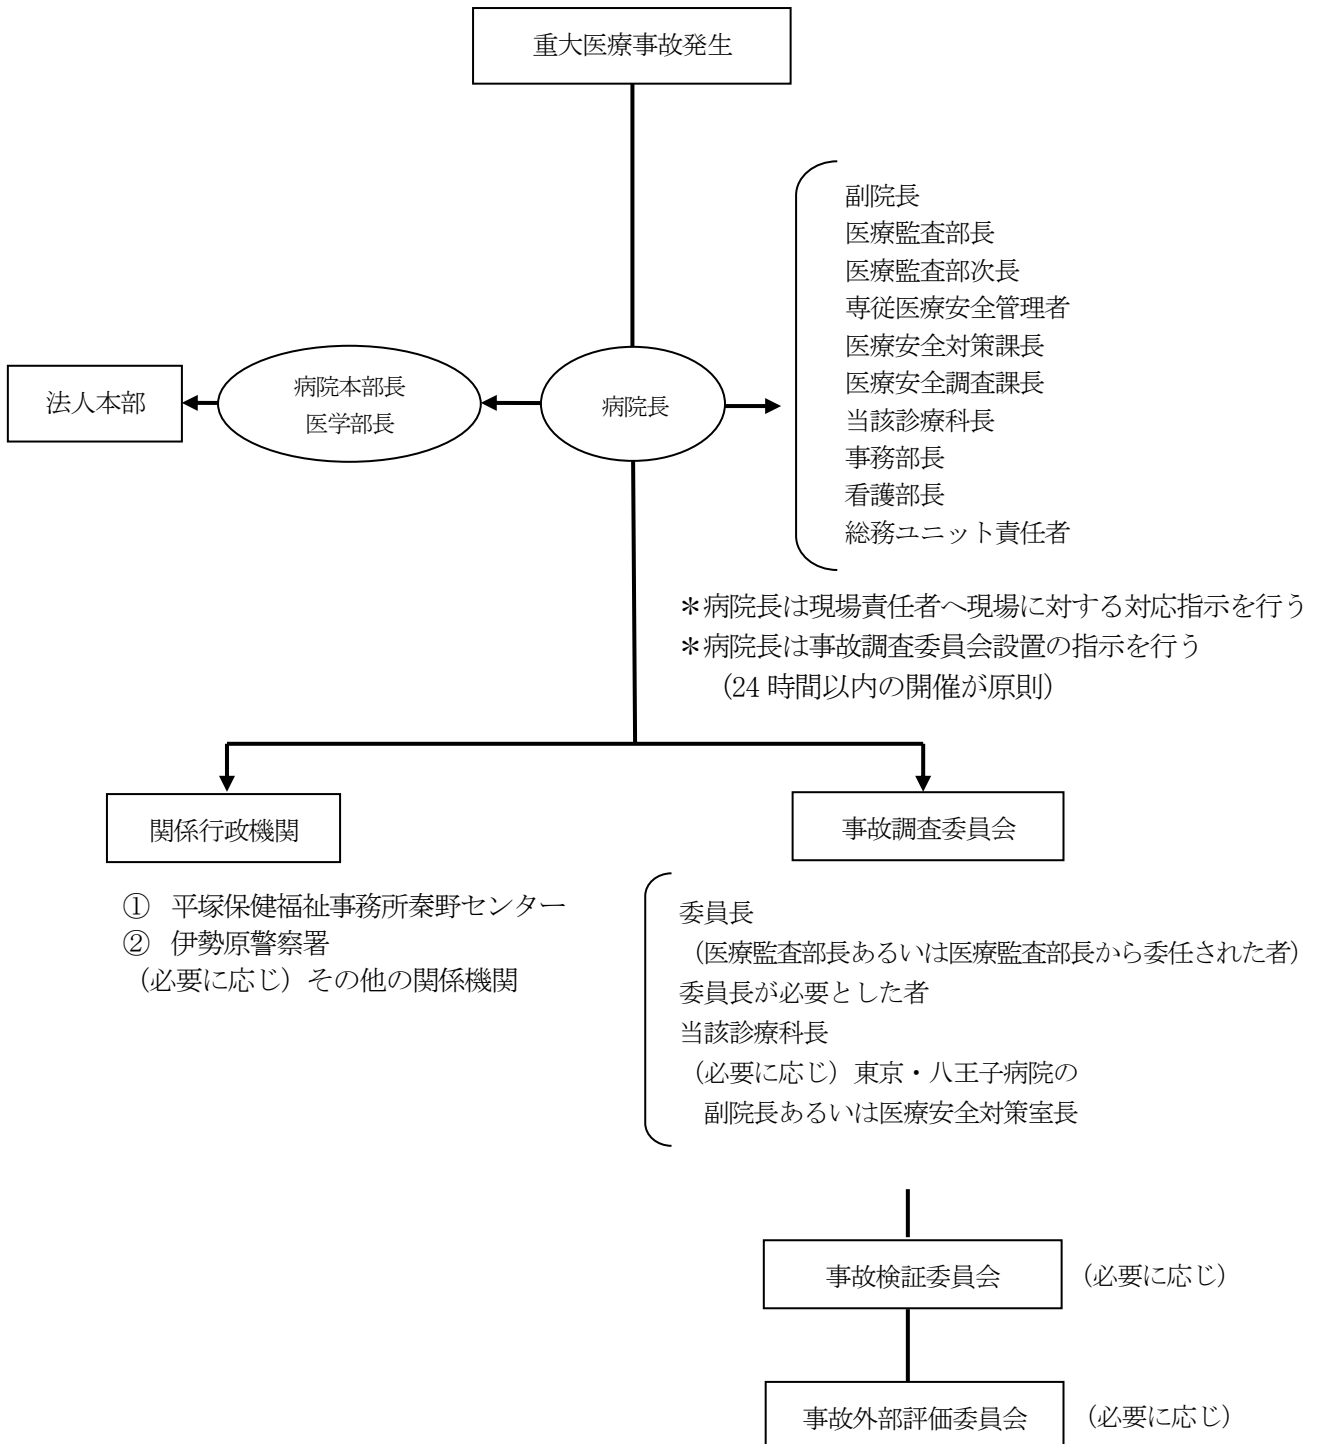 重大医療事故発生
副院長
医療監査部長
医療監査部次長
専従医療安全管理者
医療安全対策課長
医療安全調査課長
当該診療科長
事務部長
看護部長
総務ユニット責任者
法人本部
病院本部長
医学部長
病院長
＊病院長は現場責任者へ現場に対する対応指示を行う
＊病院長は事故調査委員会設置の指示を行う
（24 時間以内の開催が原則）
関係行政機関
① 平塚保健福祉事務所秦野センター
② 伊勢原警察署
（必要に応じ）その他の関係機関
事故調査委員会
委員長
（医療監査部長あるいは医療監査部長から委任された者）
委員長が必要とした者
当該診療科長
（必要に応じ）東京・八王子病院の
副院長あるいは医療安全対策室長
事故検証委員会 （必要に応じ）
事故外部評価委員会 （必要に応じ）